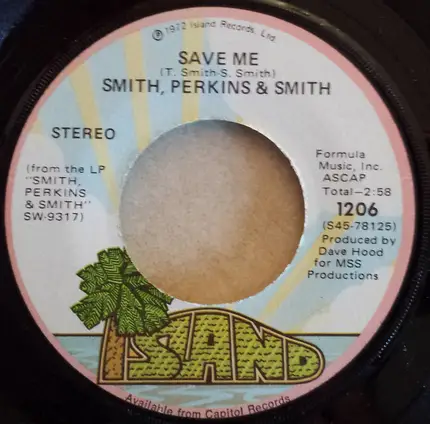 ℗ 1972 Island Records, Ltd.
SAVE ME
(T. Smith-S. Smith)
SMITH, PERKINS & SMITH
STEREO
(from the LP
"SMITH,
PERKINS
& SMITH"
SW-9317)
Formula
Music, Inc.
ASCAP
Total—2:58
1206
(S45-78125)
Produced by
Dave Hood
for MSS
Productions
ISLAND
Available from Capitol Records